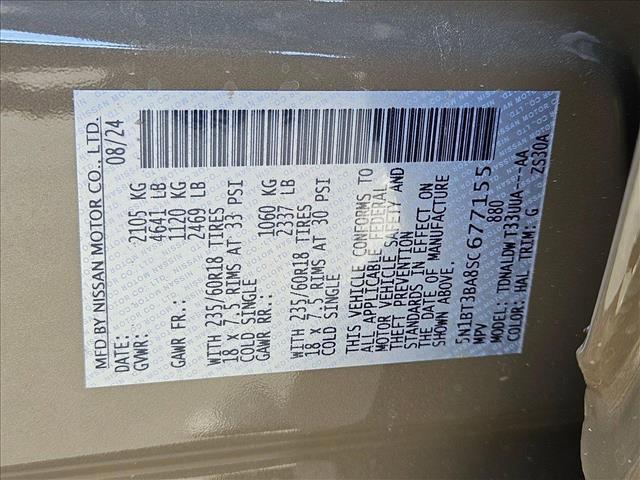 MFD BY NISSAN MOTOR CO., LTD.
DATE: 08/24
GVWR: 2105 KG
4641 LB
GAWR FR.: 1120 KG
2469 LB
WITH 235/60R18 TIRES
18 X 7.5 RIMS AT 33 PSI
COLD SINGLE
GAWR RR.: 1060 KG
2337 LB
WITH 235/60R18 TIRES
18 X 7.5 RIMS AT 30 PSI
COLD SINGLE
THIS VEHICLE CONFORMS TO
ALL APPLICABLE FEDERAL
MOTOR VEHICLE SAFETY AND
THEFT PREVENTION
STANDARDS IN EFFECT ON
THE DATE OF MANUFACTURE
SHOWN ABOVE.
5N1BT3BA8SC677155
MPV 880
MODEL: TDWALDW T33UUA----AA
COLOR: HAL TRIM: G ZS30A